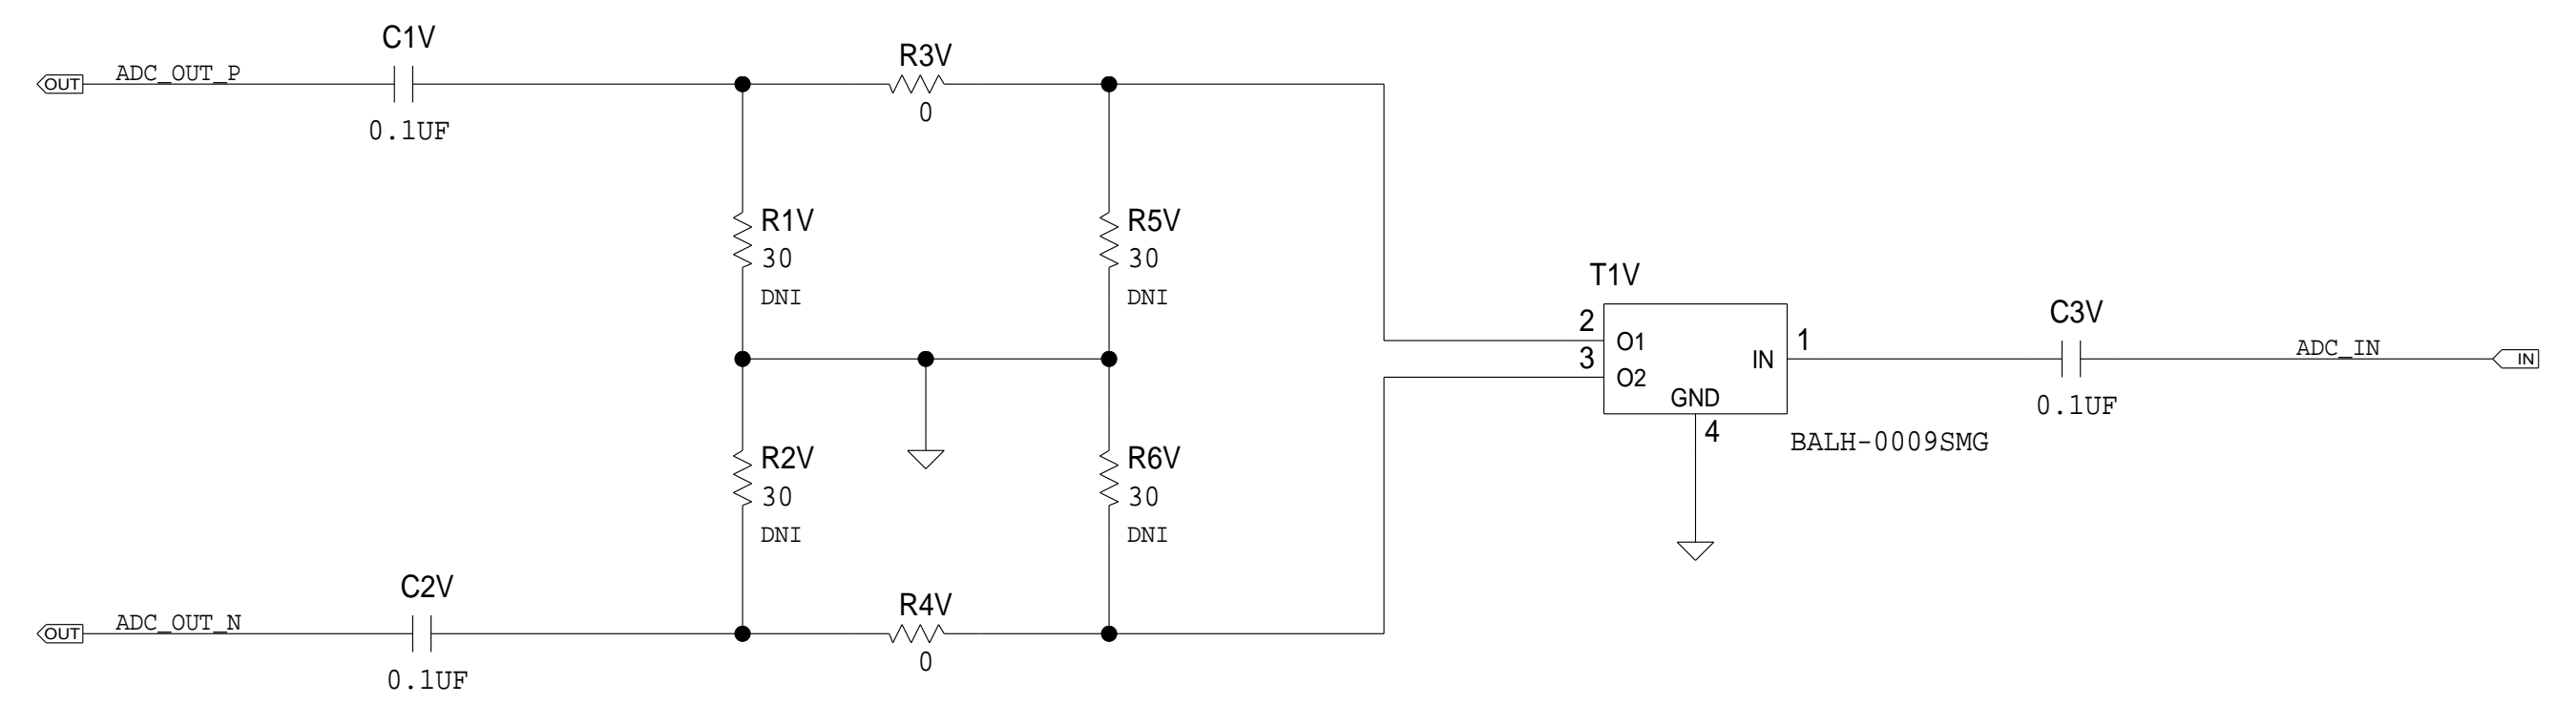 C1V
R3V
OUT
ADC_OUT_P
0.1UF
0
R1V
30
DNI
R5V
30
DNI
T1V
2
3
O1
O2
IN
GND
1
4
BALH-0009SMG
C3V
0.1UF
ADC_IN
IN
R2V
30
DNI
R6V
30
DNI
C2V
R4V
OUT
ADC_OUT_N
0.1UF
0